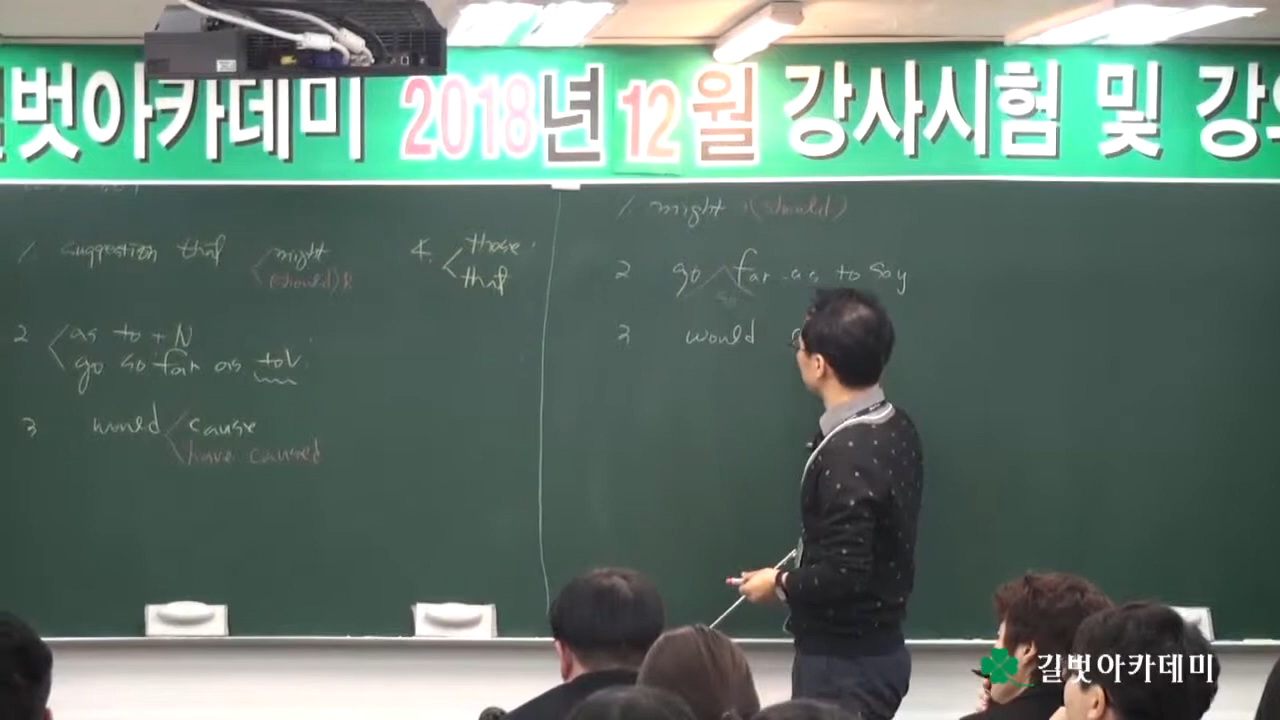 길벗아카데미 2018년 12월 강사시험 및 강의
1. suggestion that
might
(should)
2
as to + N
go so far as to V
3 would
cause
have caused
4.
those
that
1. might (should)
2 go far as to say
so
3 would
길벗아카데미